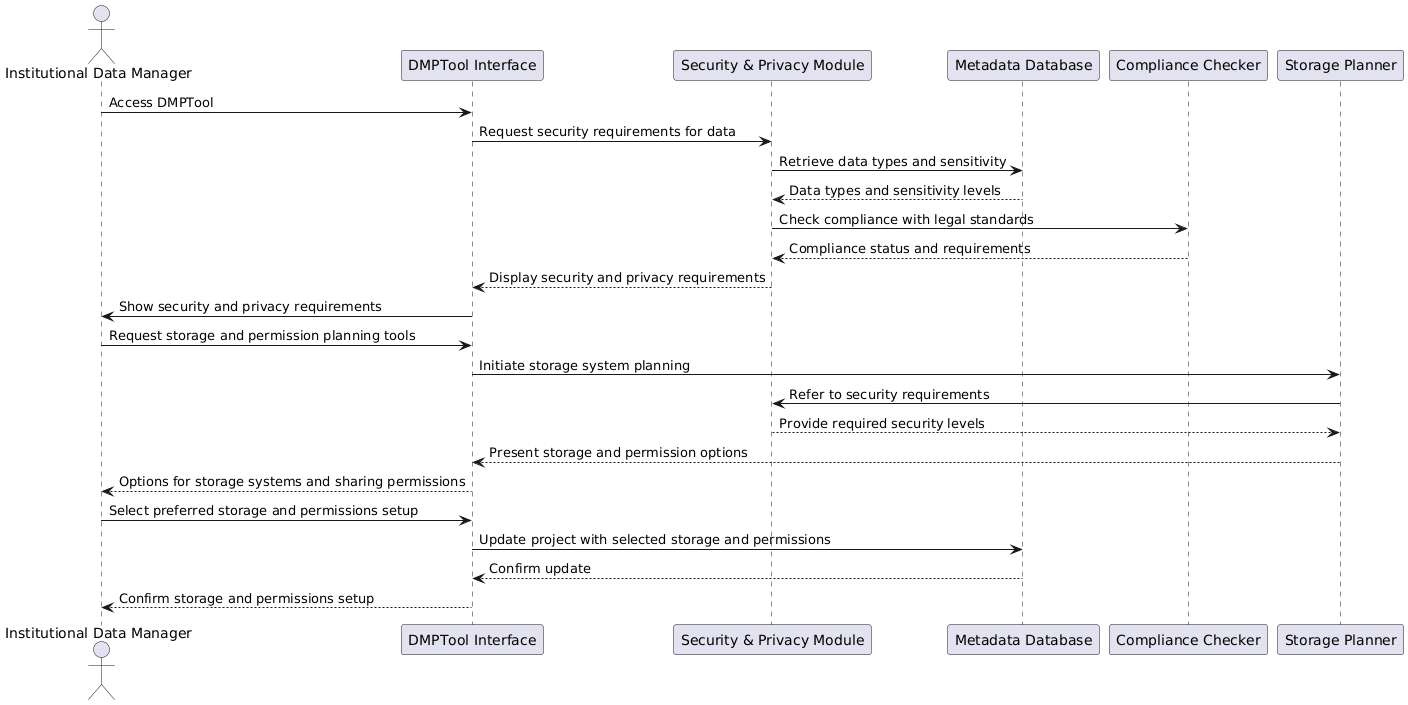 Institutional Data Manager
DMPTool Interface
Security & Privacy Module
Metadata Database
Compliance Checker
Storage Planner
Access DMPTool
Request security requirements for data
Retrieve data types and sensitivity
Data types and sensitivity levels
Check compliance with legal standards
Compliance status and requirements
Display security and privacy requirements
Show security and privacy requirements
Request storage and permission planning tools
Initiate storage system planning
Refer to security requirements
Provide required security levels
Present storage and permission options
Options for storage systems and sharing permissions
Select preferred storage and permissions setup
Update project with selected storage and permissions
Confirm update
Confirm storage and permissions setup
Institutional Data Manager
DMPTool Interface
Security & Privacy Module
Metadata Database
Compliance Checker
Storage Planner